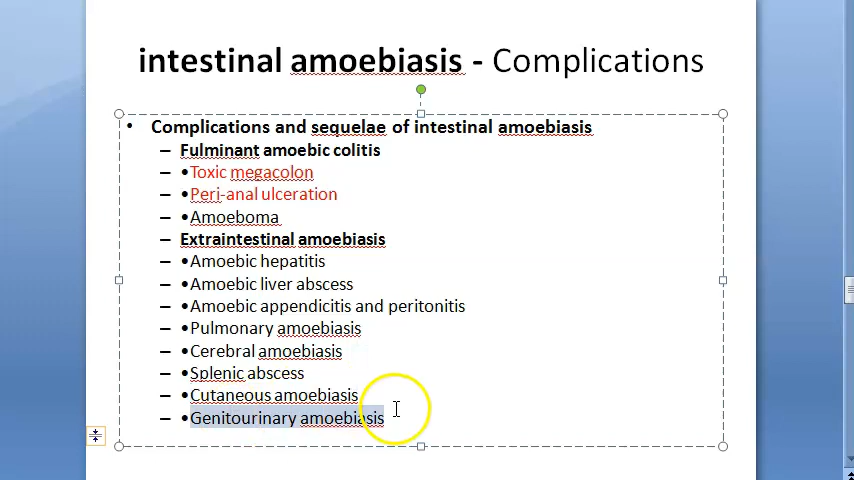 intestinal amoebiasis - Complications
• Complications and sequelae of intestinal amoebiasis
– Fulminant amoebic colitis
– •Toxic megacolon
– •Peri-anal ulceration
– •Amoeboma
– Extraintestinal amoebiasis
– •Amoebic hepatitis
– •Amoebic liver abscess
– •Amoebic appendicitis and peritonitis
– •Pulmonary amoebiasis
– •Cerebral amoebiasis
– •Splenic abscess
– •Cutaneous amoebiasis
– •Genitourinary amoebiasis